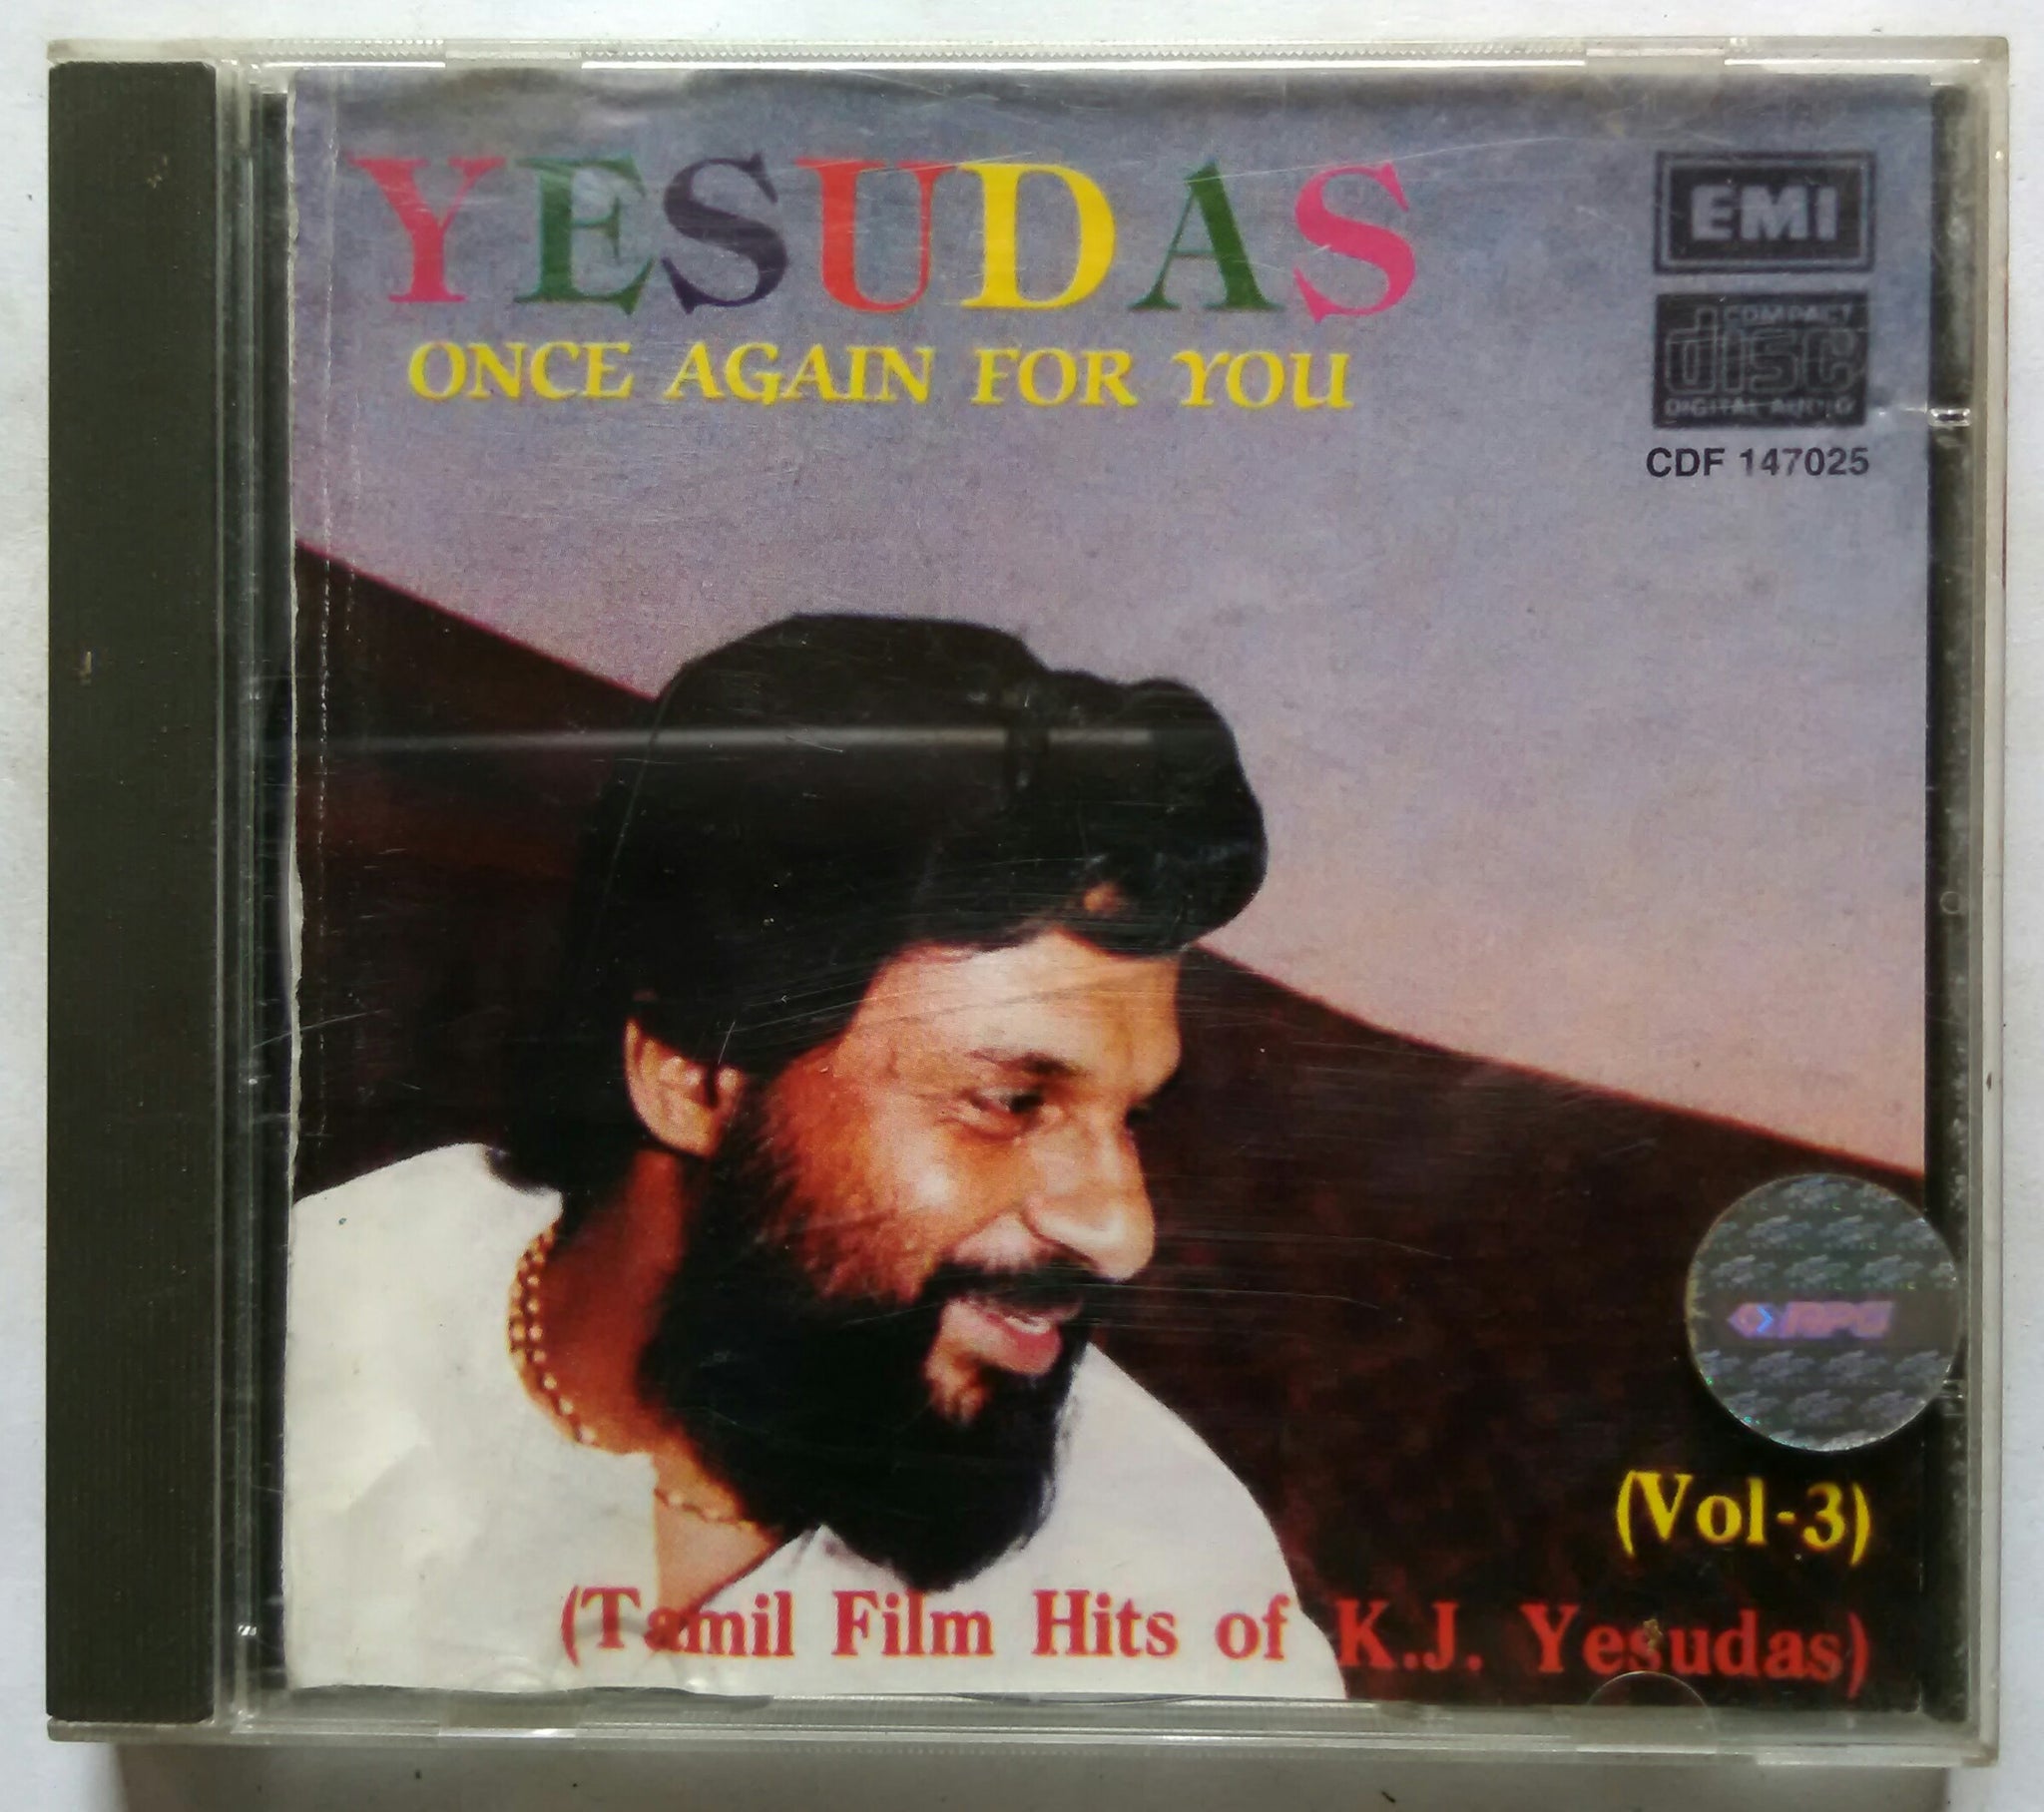 YESUDAS
ONCE AGAIN FOR YOU
EMI
COMPACT
disc
DIGITAL AUDIO
CDF 147025
RPG
(Vol-3)
(Tamil Film Hits of K.J. Yesudas)